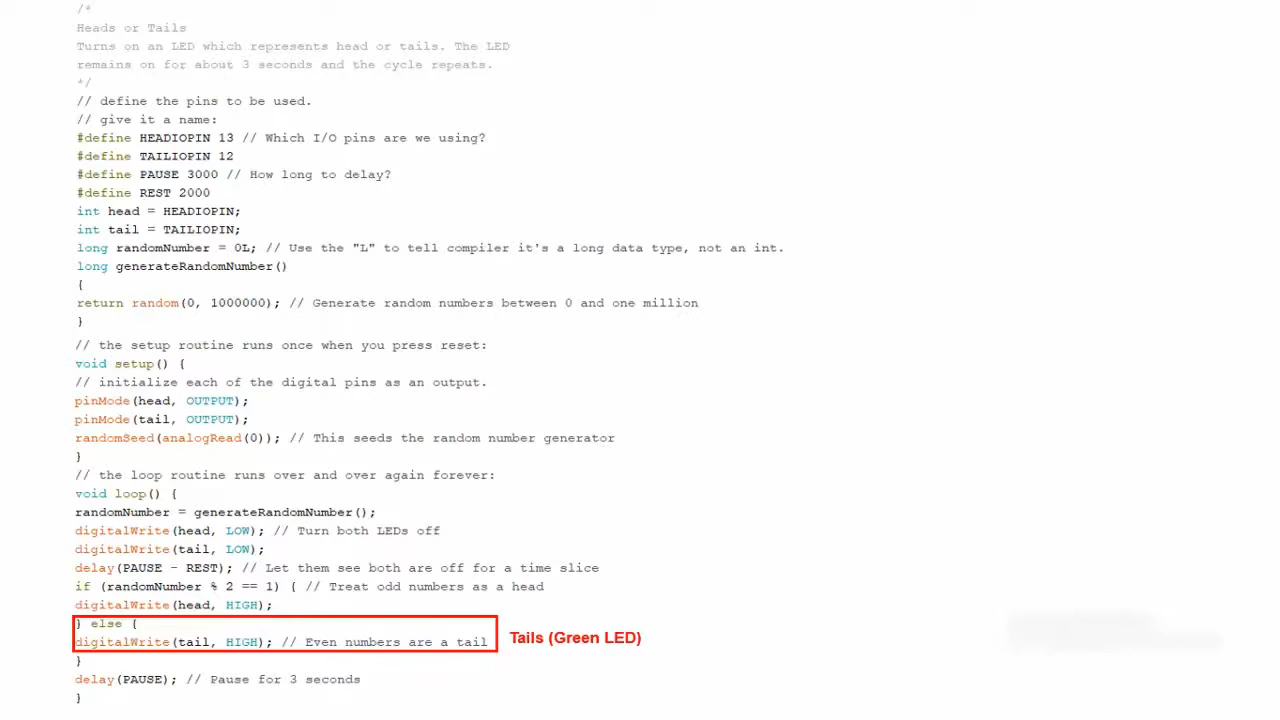 /*
Heads or Tails
Turns on an LED which represents head or tails. The LED
remains on for about 3 seconds and the cycle repeats.
*/
// define the pins to be used.
// give it a name:
#define HEADIOPIN 13 // Which I/O pins are we using?
#define TAILIOPIN 12
#define PAUSE 3000 // How long to delay?
#define REST 2000
int head = HEADIOPIN;
int tail = TAILIOPIN;
long randomNumber = 0L; // Use the "L" to tell compiler it's a long data type, not an int.
long generateRandomNumber()
{
return random(0, 1000000); // Generate random numbers between 0 and one million
}
// the setup routine runs once when you press reset:
void setup() {
// initialize each of the digital pins as an output.
pinMode(head, OUTPUT);
pinMode(tail, OUTPUT);
randomSeed(analogRead(0)); // This seeds the random number generator
}
// the loop routine runs over and over again forever:
void loop() {
randomNumber = generateRandomNumber();
digitalWrite(head, LOW); // Turn both LEDs off
digitalWrite(tail, LOW);
delay(PAUSE - REST); // Let them see both are off for a time slice
if (randomNumber % 2 == 1) { // Treat odd numbers as a head
digitalWrite(head, HIGH);
} else {
digitalWrite(tail, HIGH); // Even numbers are a tail
Tails (Green LED)
}
delay(PAUSE); // Pause for 3 seconds
}